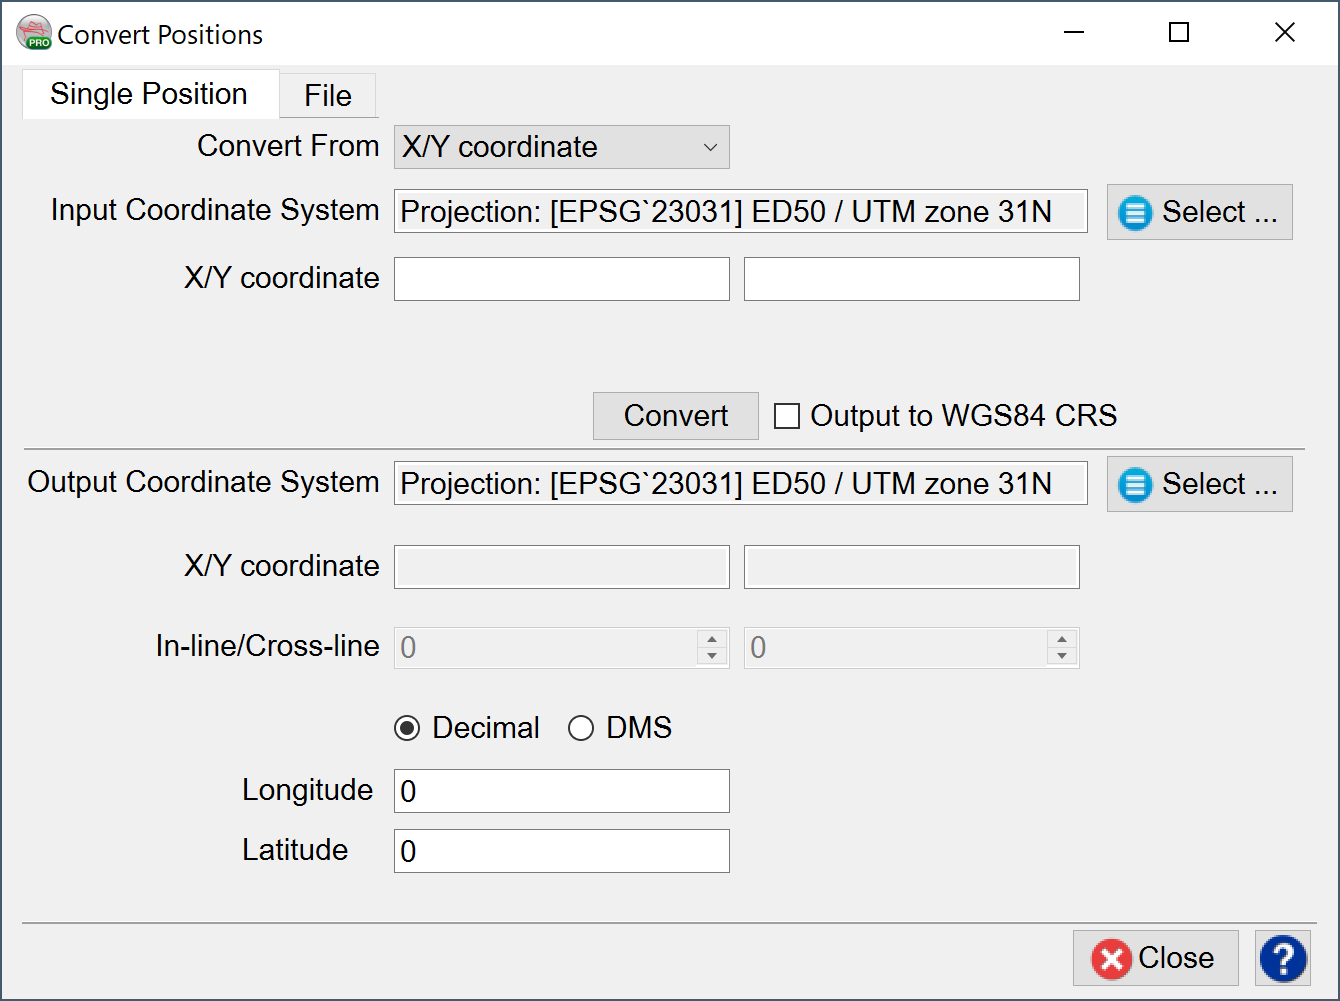 PRO Convert Positions
Single Position File
Convert From X/Y coordinate
Input Coordinate System Projection: [EPSG`23031] ED50 / UTM zone 31N Select ...
X/Y coordinate
Convert Output to WGS84 CRS
Output Coordinate System Projection: [EPSG`23031] ED50 / UTM zone 31N Select ...
X/Y coordinate
In-line/Cross-line 0 0
Decimal DMS
Longitude 0
Latitude 0
Close ?